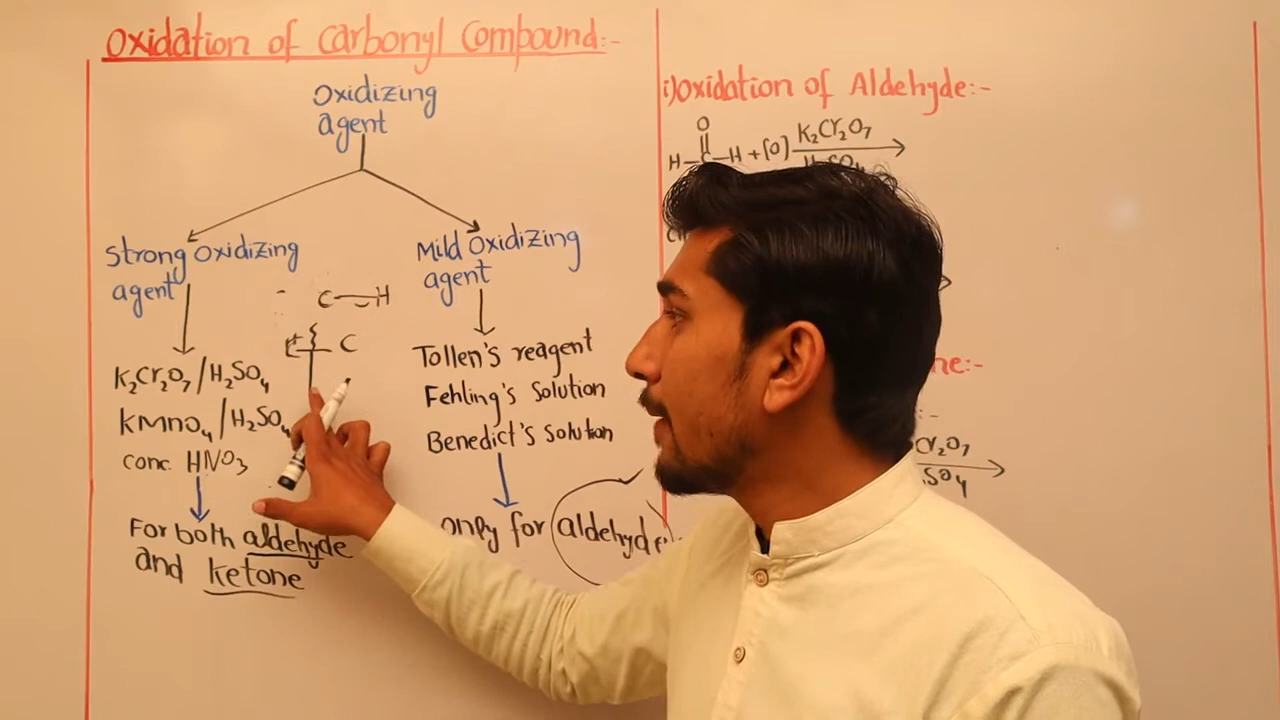 Oxidation of Carbonyl Compound:-
Oxidizing
agent
Strong Oxidizing
agent
K₂Cr₂O₇/H₂SO₄
KMnO₄/H₂SO₄
conc. HNO₃
For both aldehyde
and ketone
C—H
C
Mild Oxidizing
agent
Tollen's reagent
Fehling's Solution
Benedict's Solution
only for aldehyde
i) Oxidation of Aldehyde:-
O
H—C—H + [O] K₂Cr₂O₇
H₂SO₄
:-
Cr₂O₇
SO₄